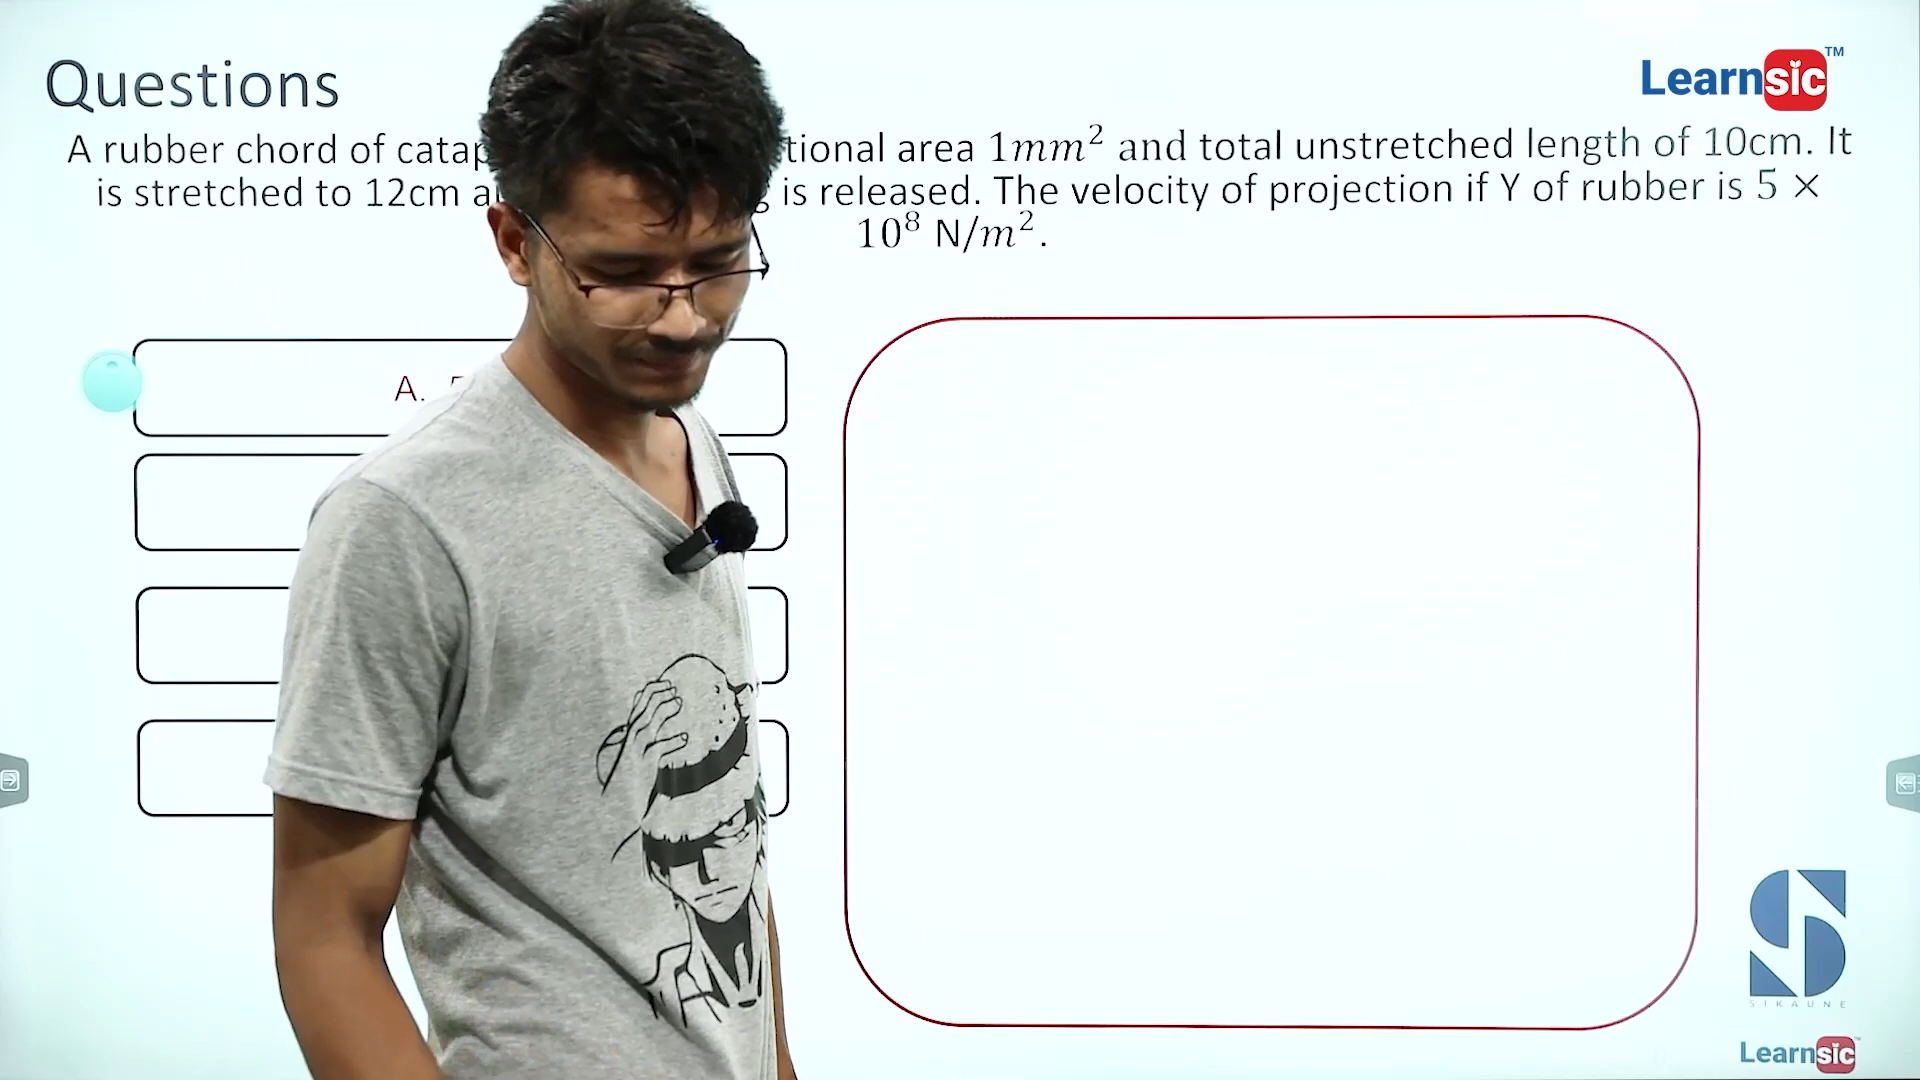 Questions
Learnsic™
A rubber chord of catap tional area 1mm² and total unstretched length of 10cm. It
is stretched to 12cm a is released. The velocity of projection if Y of rubber is 5 ×
10⁸ N/m².
A.
SIKAUNE
Learnsic